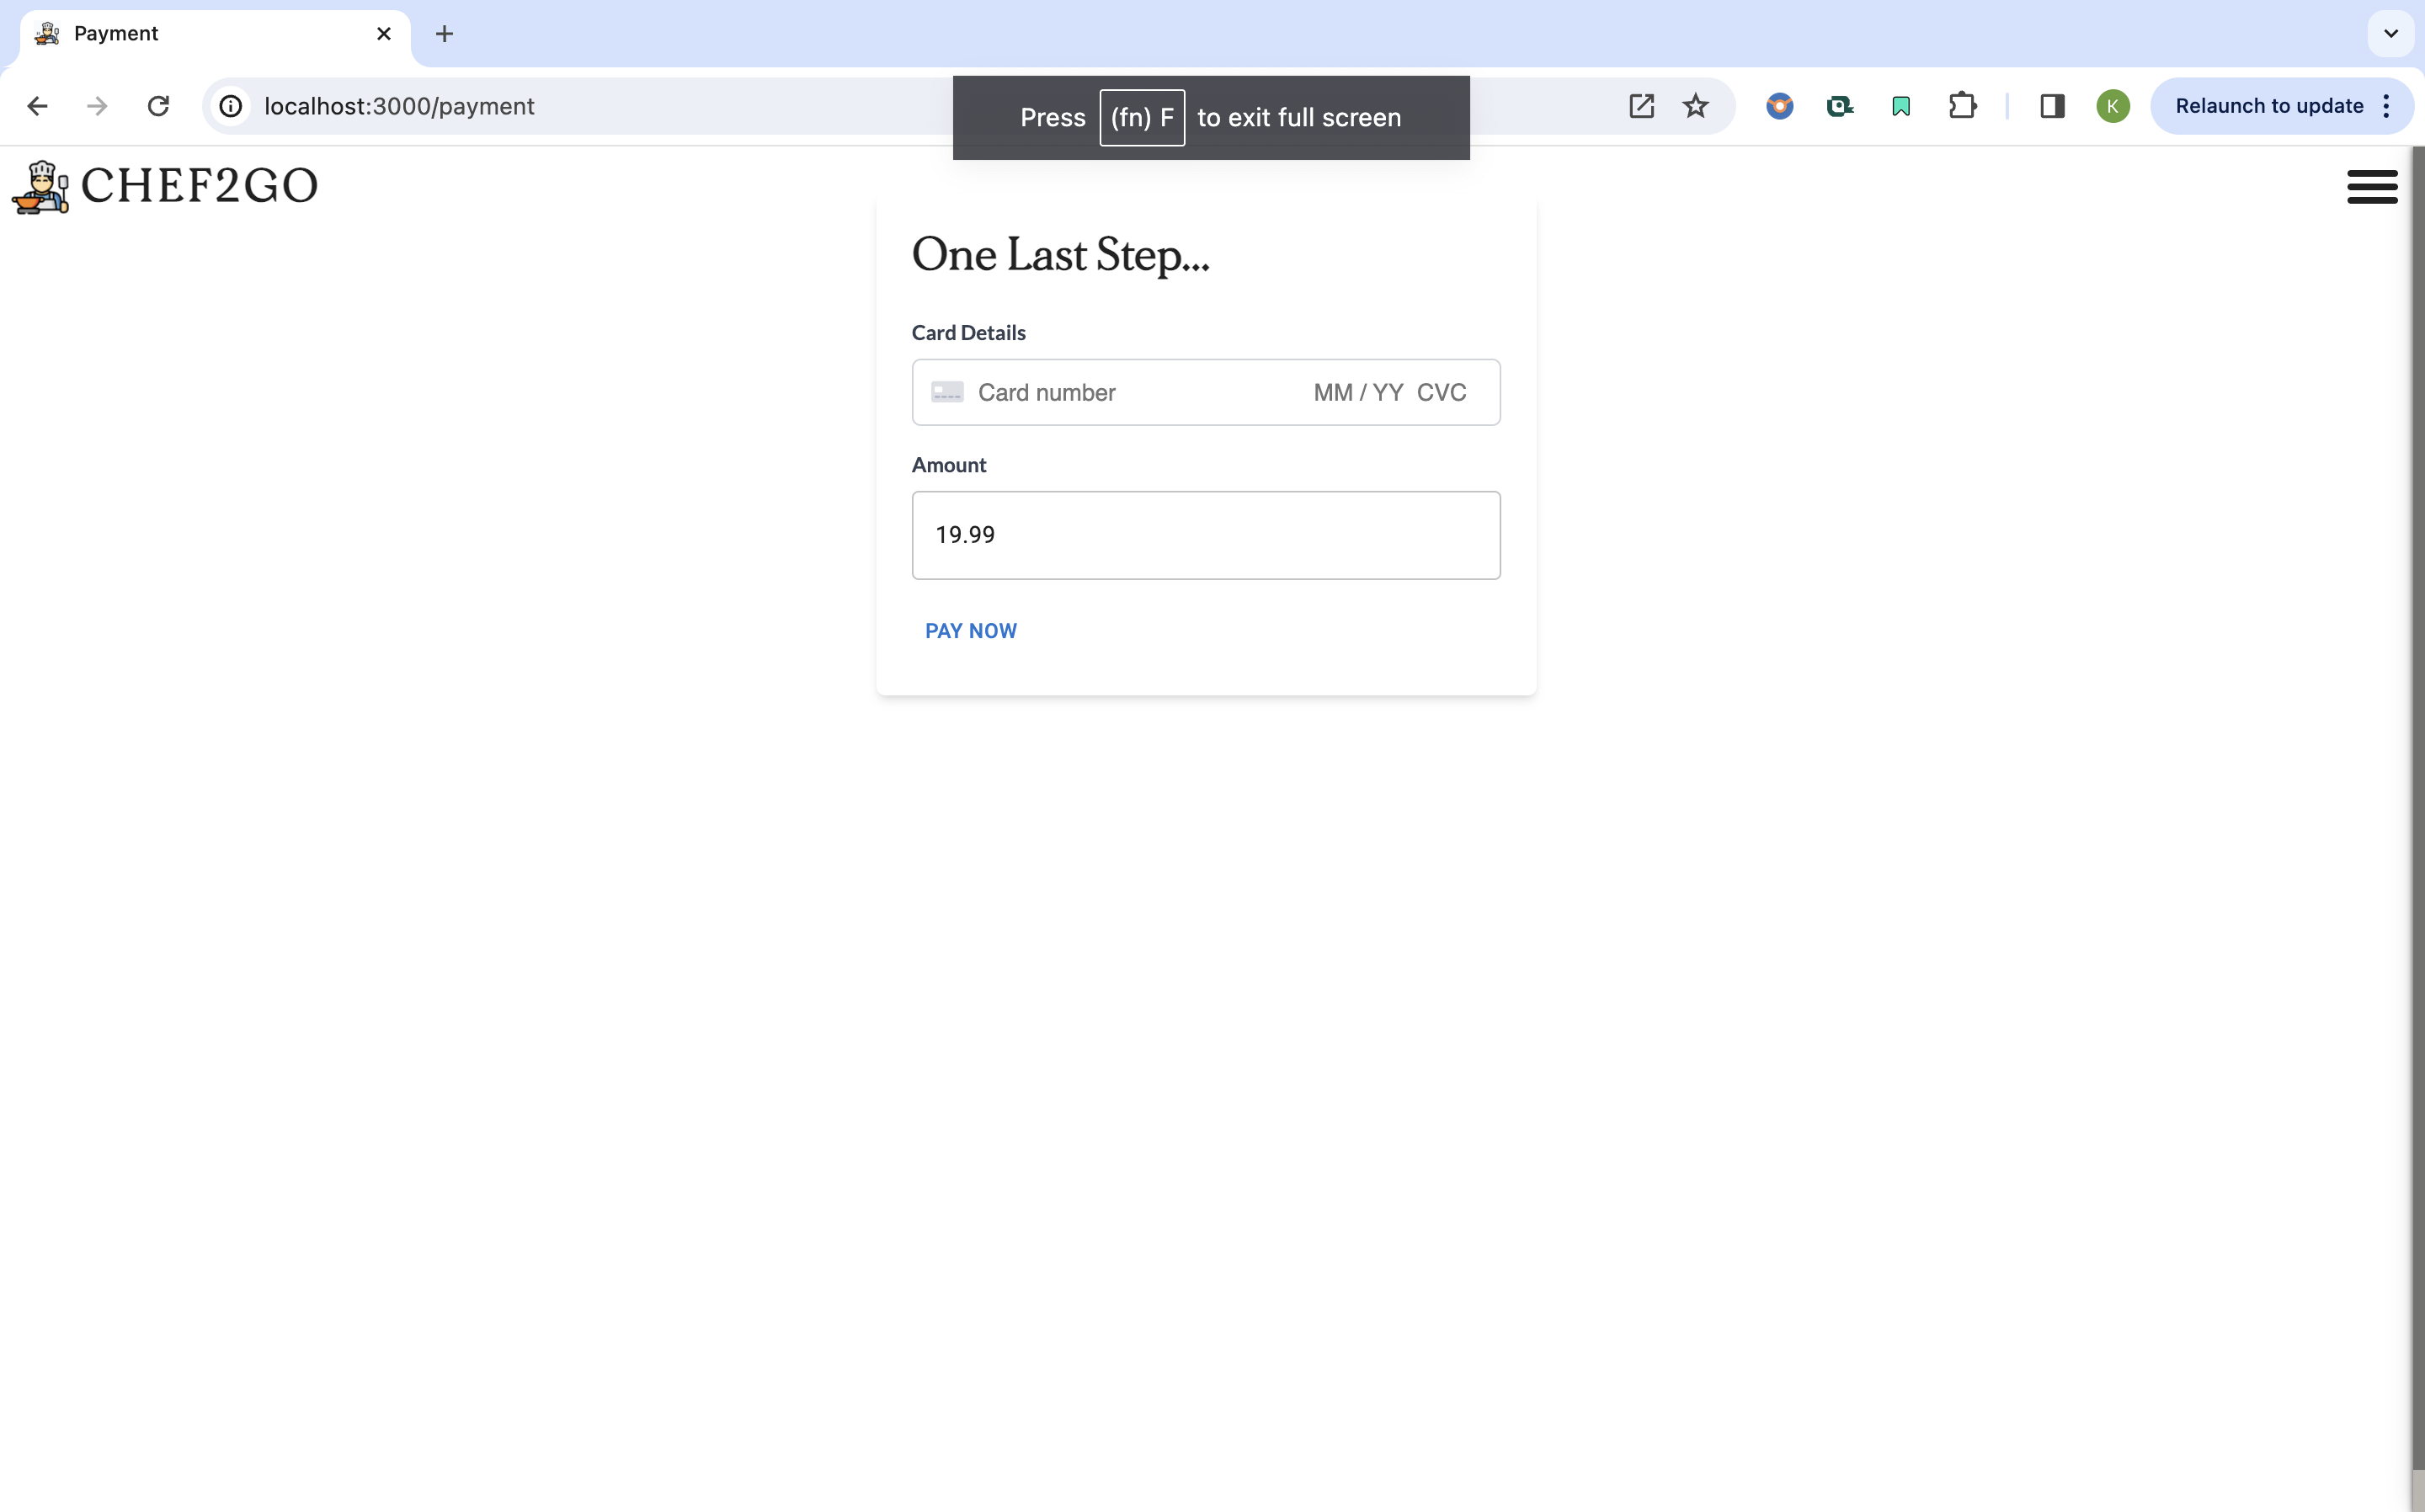 Payment
localhost:3000/payment
Press (fn) F to exit full screen
K
Relaunch to update
CHEF2GO
One Last Step...
Card Details
Card number MM / YY CVC
Amount
19.99
PAY NOW